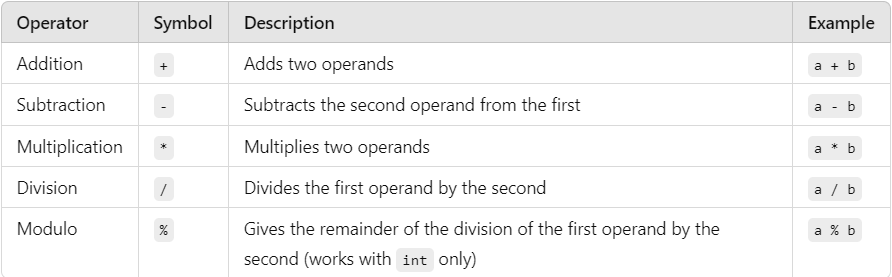 Operator Symbol Description Example
Addition + Adds two operands a + b
Subtraction - Subtracts the second operand from the first a - b
Multiplication * Multiplies two operands a * b
Division / Divides the first operand by the second a / b
Modulo % Gives the remainder of the division of the first operand by the a % b
second (works with int only)